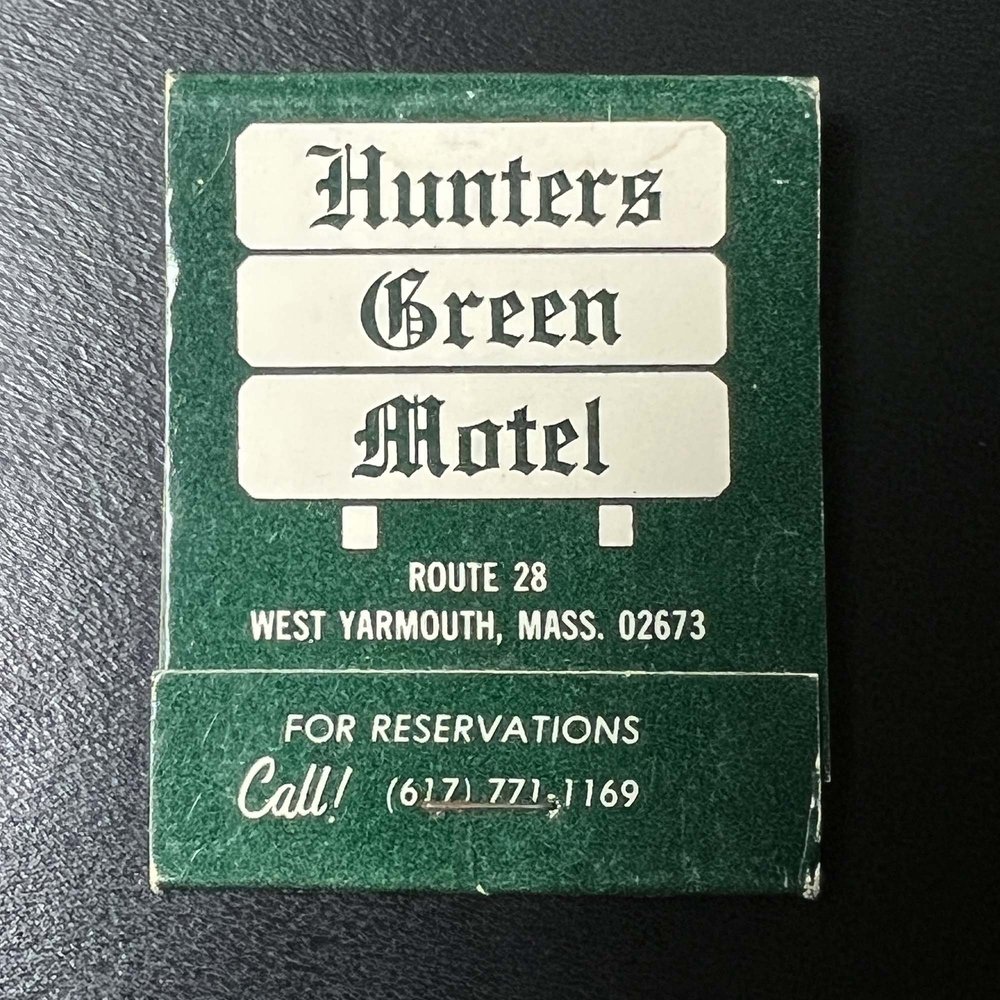 Hunters
Green
Motel
ROUTE 28
WEST YARMOUTH, MASS. 02673
FOR RESERVATIONS
Call! (617) 771-1169